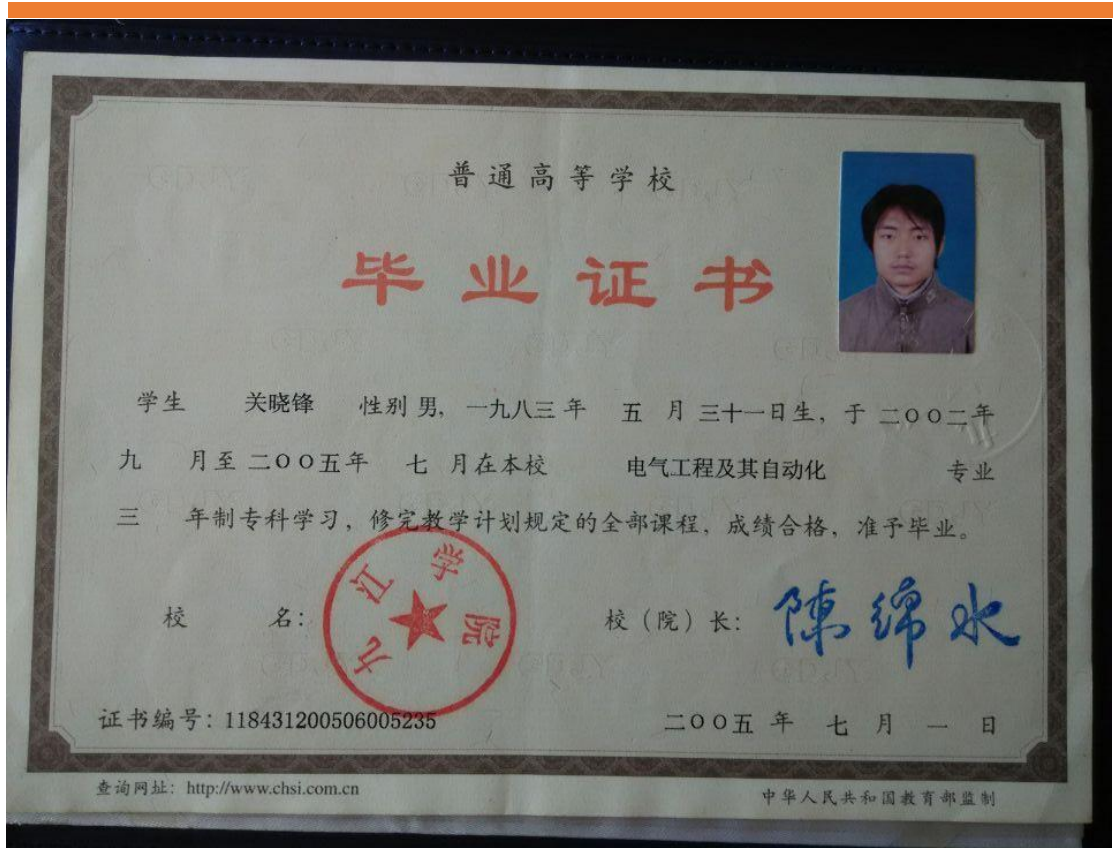 普通高等学校
毕业证书
学生 关晓锋 性别 男, 一九八三 年 五 月 三十一日生, 于 二〇〇二年
九 月至 二〇〇五年 七 月在本校 电气工程及其自动化 专业
三 年制专科学习, 修完教学计划规定的全部课程, 成绩合格, 准予毕业。
九江学院
校 名: 校(院)长: 陳绵水
证书编号: 118431200506005235 二〇〇五 年 七 月 一 日
查询网址: http://www.chsi.com.cn 中华人民共和国教育部监制